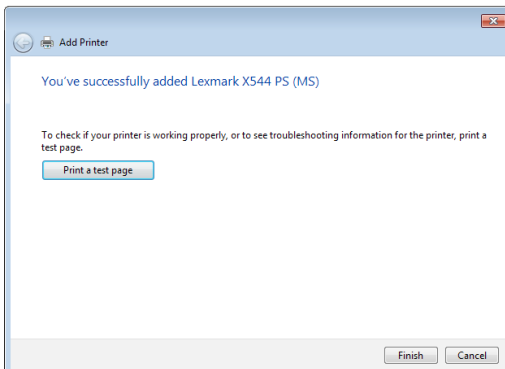 Add Printer
You've successfully added Lexmark X544 PS (MS)
To check if your printer is working properly, or to see troubleshooting information for the printer, print a
test page.
Print a test page
Finish Cancel